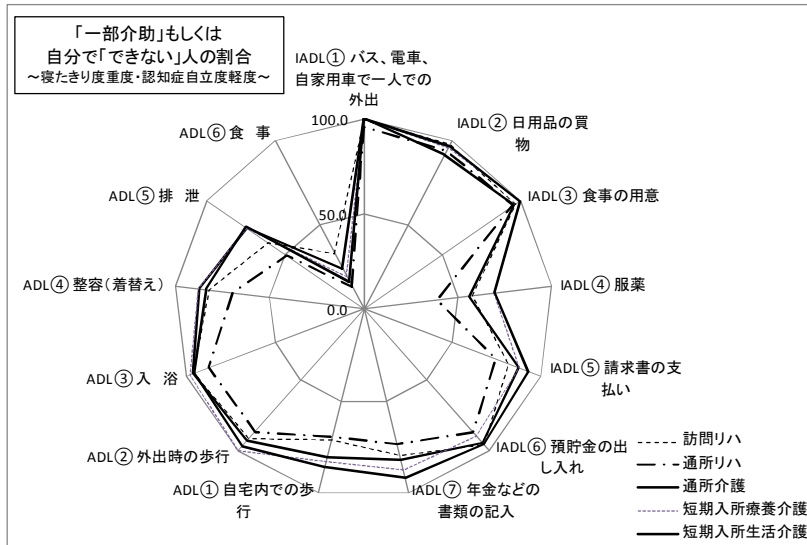 「一部介助」もしくは
自分で「できない」人の割合
～寝たきり度重度・認知症自立度軽度～
IADL① バス、電車、
自家用車で一人での
外出
IADL② 日用品の買
物
IADL③ 食事の用意
IADL④ 服薬
IADL⑤ 請求書の支
払い
IADL⑥ 預貯金の出
し入れ
IADL⑦ 年金などの
書類の記入
ADL① 自宅内での歩
行
ADL② 外出時の歩行
ADL③ 入 浴
ADL④ 整容（着替え）
ADL⑤ 排 泄
ADL⑥ 食 事
100.0
50.0
0.0
訪問リハ
通所リハ
通所介護
短期入所療養介護
短期入所生活介護